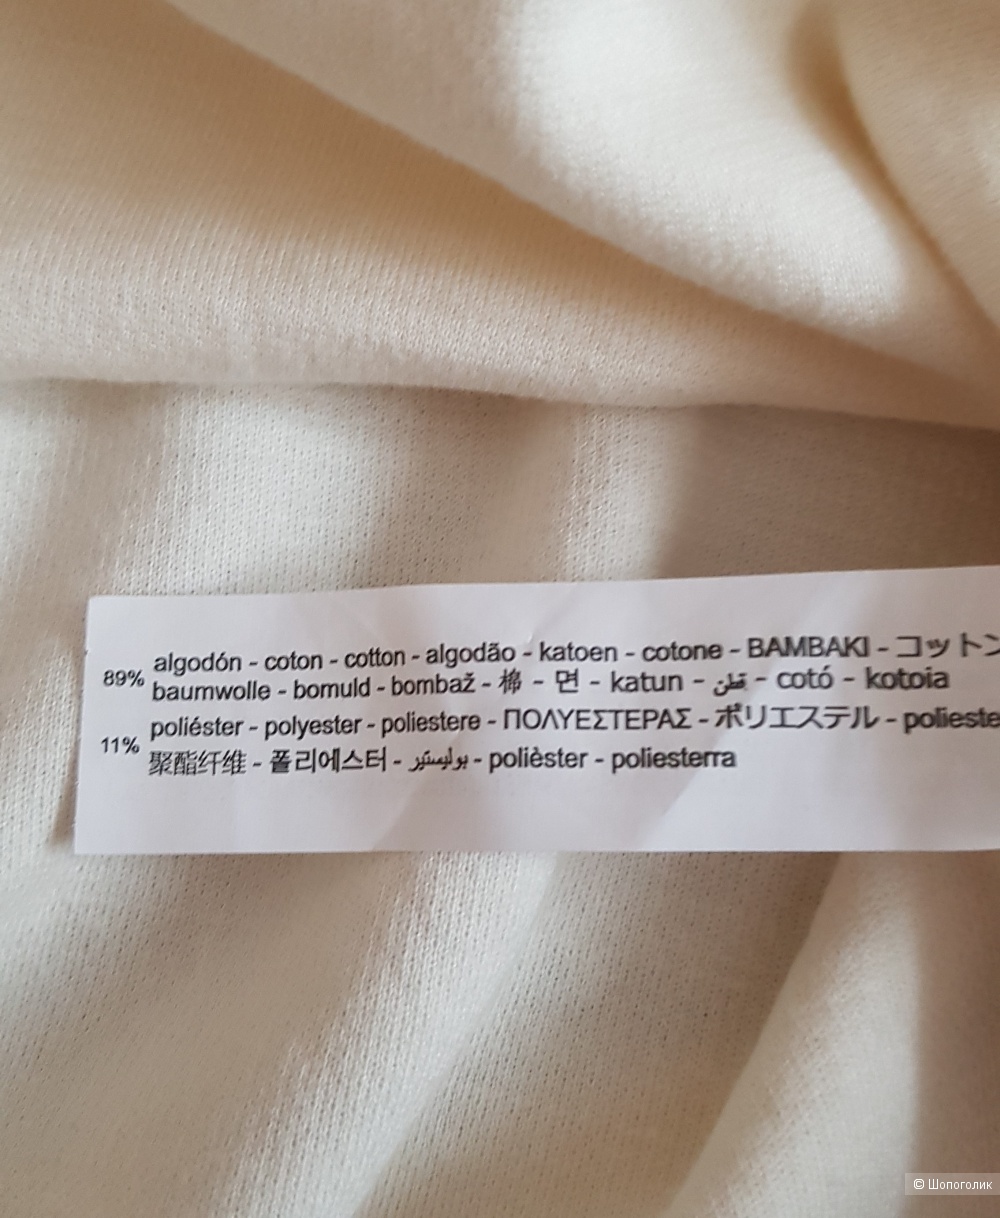 89% algodón - coton - cotton - algodão - katoen - cotone - BAMBAKI - コットン
baumwolle - bomuld - bombaž - 棉 - 면 - katun - قطن - cotó - kotoia
11% poliéster - polyester - poliestere - ΠΟΛΥΕΣΤΕΡΑΣ - ポリエステル - polieste
聚酯纤维 - 폴리에스터 - بوليستير - polièster - poliesterra
© Шопоголик